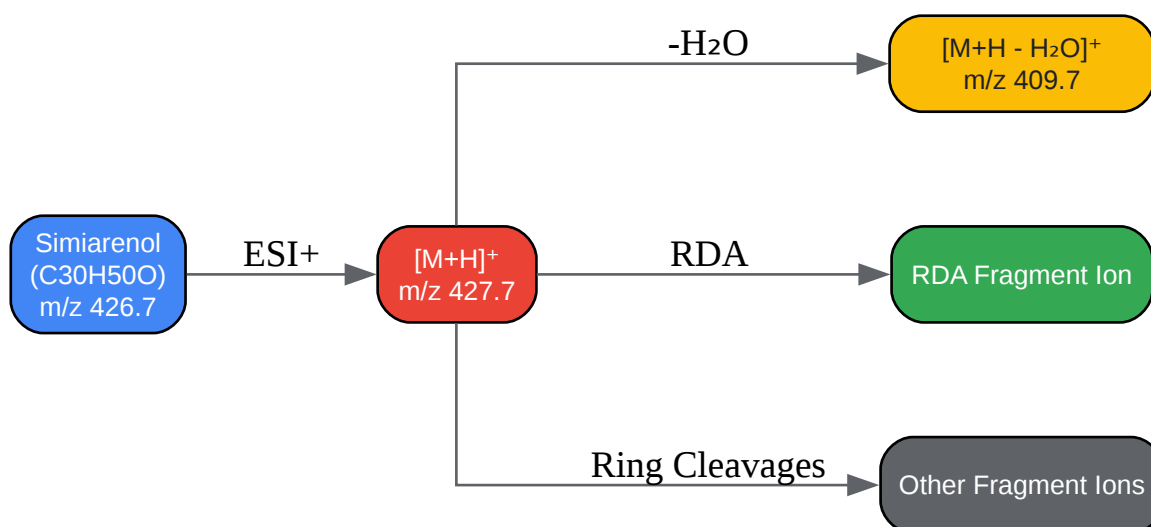 -H₂O
[M+H - H₂O]⁺
m/z 409.7
Simiarenol
(C30H50O)
m/z 426.7
ESI+
[M+H]⁺
m/z 427.7
RDA
RDA Fragment Ion
Ring Cleavages
Other Fragment Ions